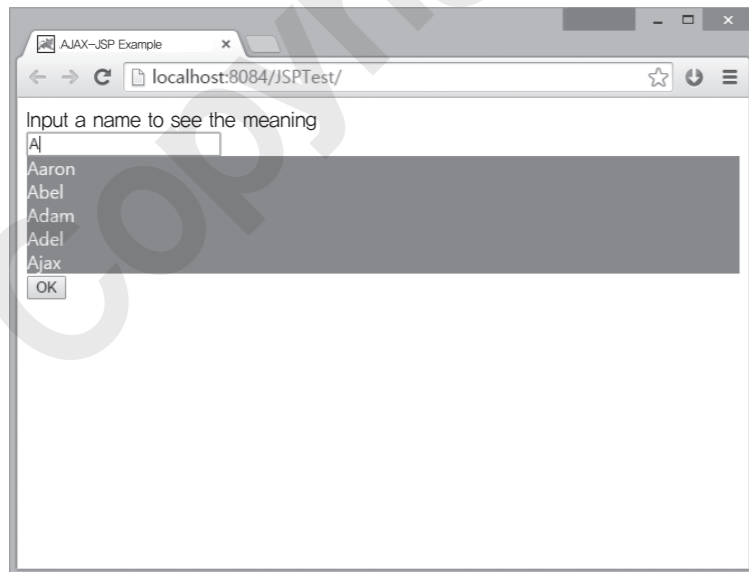 AJAX-JSP Example
localhost:8084/JSPTest/
Input a name to see the meaning
A
Aaron
Abel
Adam
Adel
Ajax
OK